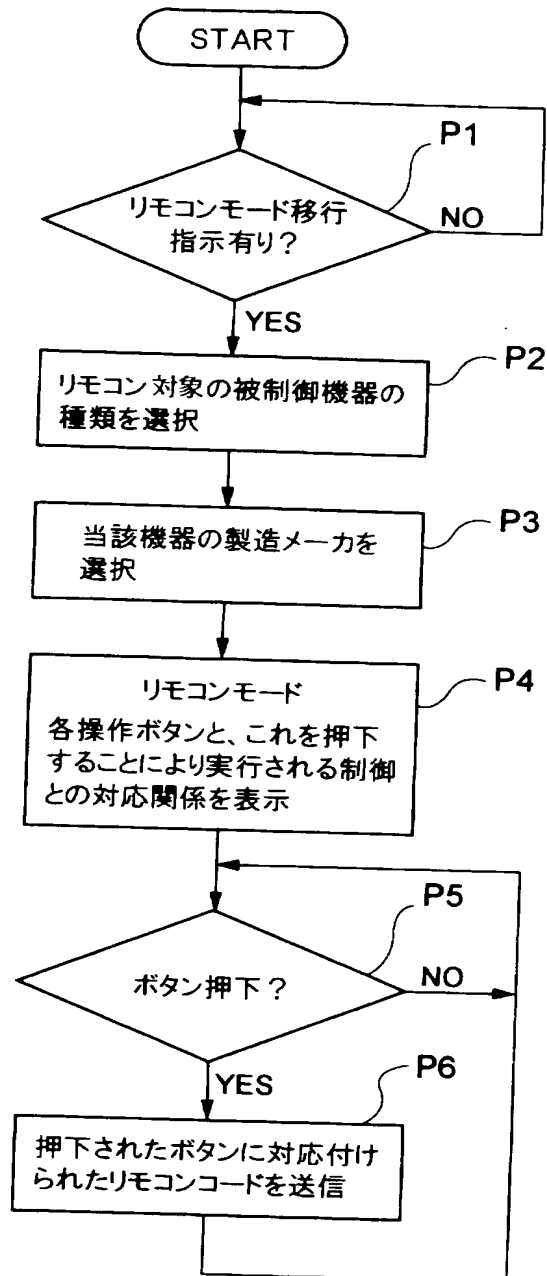 START
P1
リモコンモード移行
指示有り?
NO
YES
P2
リモコン対象の被制御機器の
種類を選択
P3
当該機器の製造メーカを
選択
P4
リモコンモード
各操作ボタンと、これを押下
することにより実行される制御
との対応関係を表示
P5
ボタン押下?
NO
YES
P6
押下されたボタンに対応付け
られたリモコンコードを送信